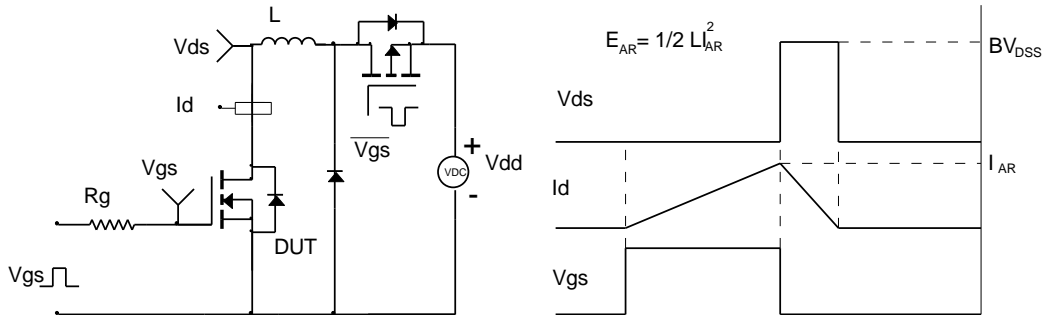 L
Vds
Id
Vgs
Rg
DUT
Vgs
Vgs
+
VDC
Vdd
-
E_AR= 1/2 LI_AR^2
BV_DSS
Vds
I_AR
Id
Vgs